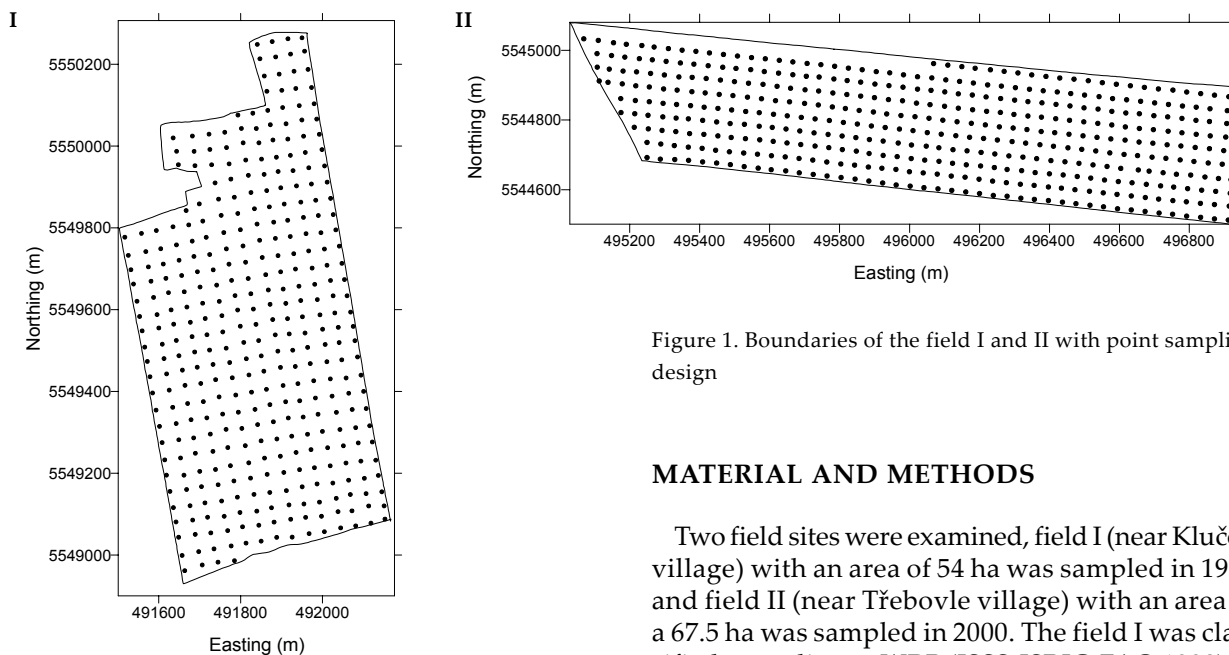 I
Northing (m)
5550200
5550000
5549800
5549600
5549400
5549200
5549000
491600 491800 492000
Easting (m)
II
Northing (m)
5545000
5544800
5544600
495200 495400 495600 495800 496000 496200 496400 496600 496800
Easting (m)
Figure 1. Boundaries of the field I and II with point sampli
design
MATERIAL AND METHODS
Two field sites were examined, field I (near Kluč
village) with an area of 54 ha was sampled in 19
and field II (near Třebovle village) with an area
a 67.5 ha was sampled in 2000. The field I was cla